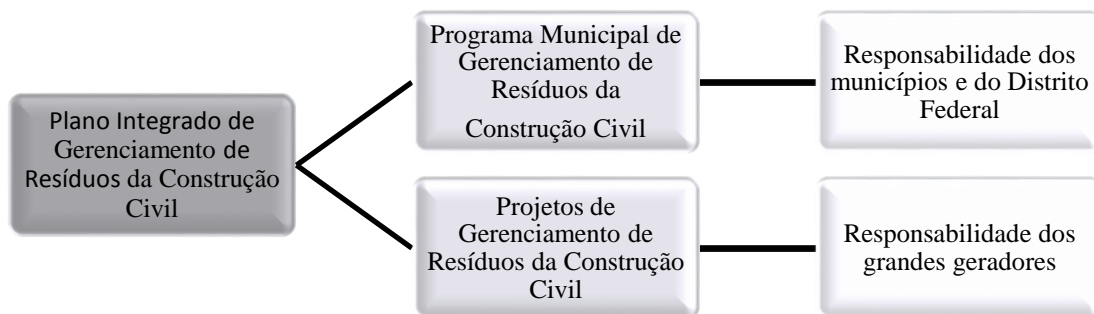 Plano Integrado de
Gerenciamento de
Resíduos da Construção
Civil
Programa Municipal de
Gerenciamento de
Resíduos da
Construção Civil
Responsabilidade dos
municípios e do Distrito
Federal
Projetos de
Gerenciamento de
Resíduos da Construção
Civil
Responsabilidade dos
grandes geradores